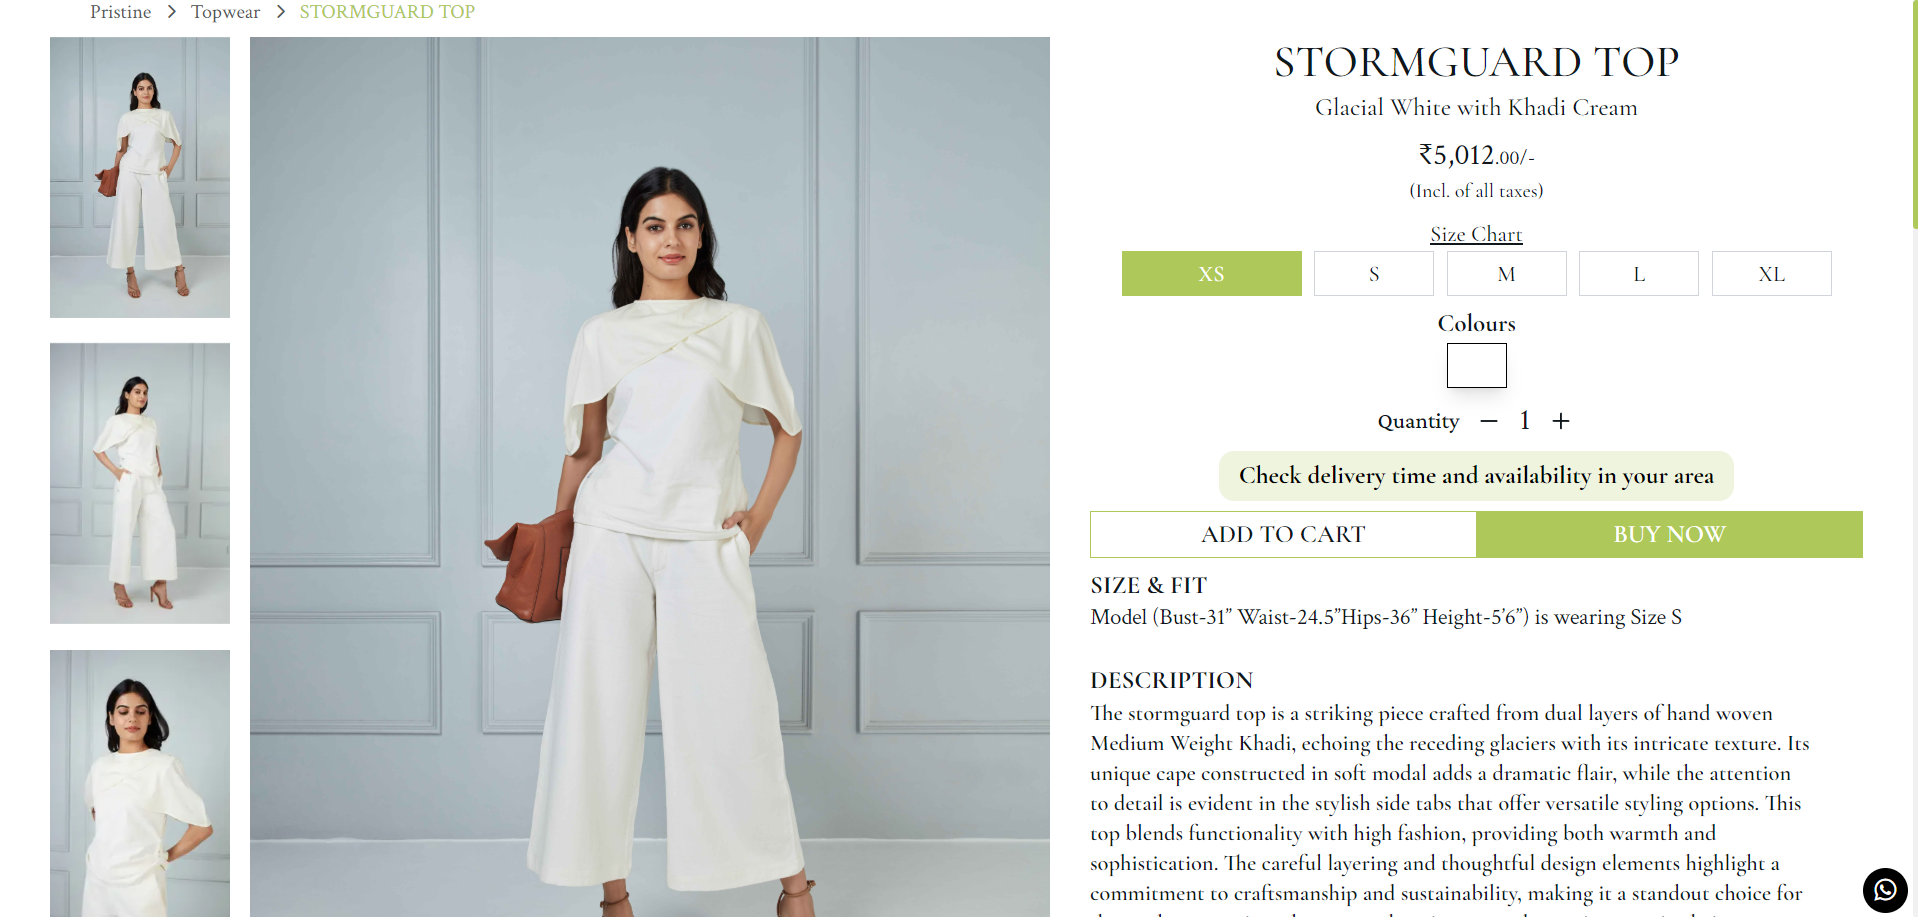 Pristine > Topwear > STORMGUARD TOP
STORMGUARD TOP
Glacial White with Khadi Cream
₹5,012.00/-
(Incl. of all taxes)
Size Chart
XS S M L XL
Colours
Quantity − 1 +
Check delivery time and availability in your area
ADD TO CART BUY NOW
SIZE & FIT
Model (Bust-31” Waist-24.5”Hips-36” Height-5’6”) is wearing Size S
DESCRIPTION
The stormguard top is a striking piece crafted from dual layers of hand woven
Medium Weight Khadi, echoing the receding glaciers with its intricate texture. Its
unique cape constructed in soft modal adds a dramatic flair, while the attention
to detail is evident in the stylish side tabs that offer versatile styling options. This
top blends functionality with high fashion, providing both warmth and
sophistication. The careful layering and thoughtful design elements highlight a
commitment to craftsmanship and sustainability, making it a standout choice for